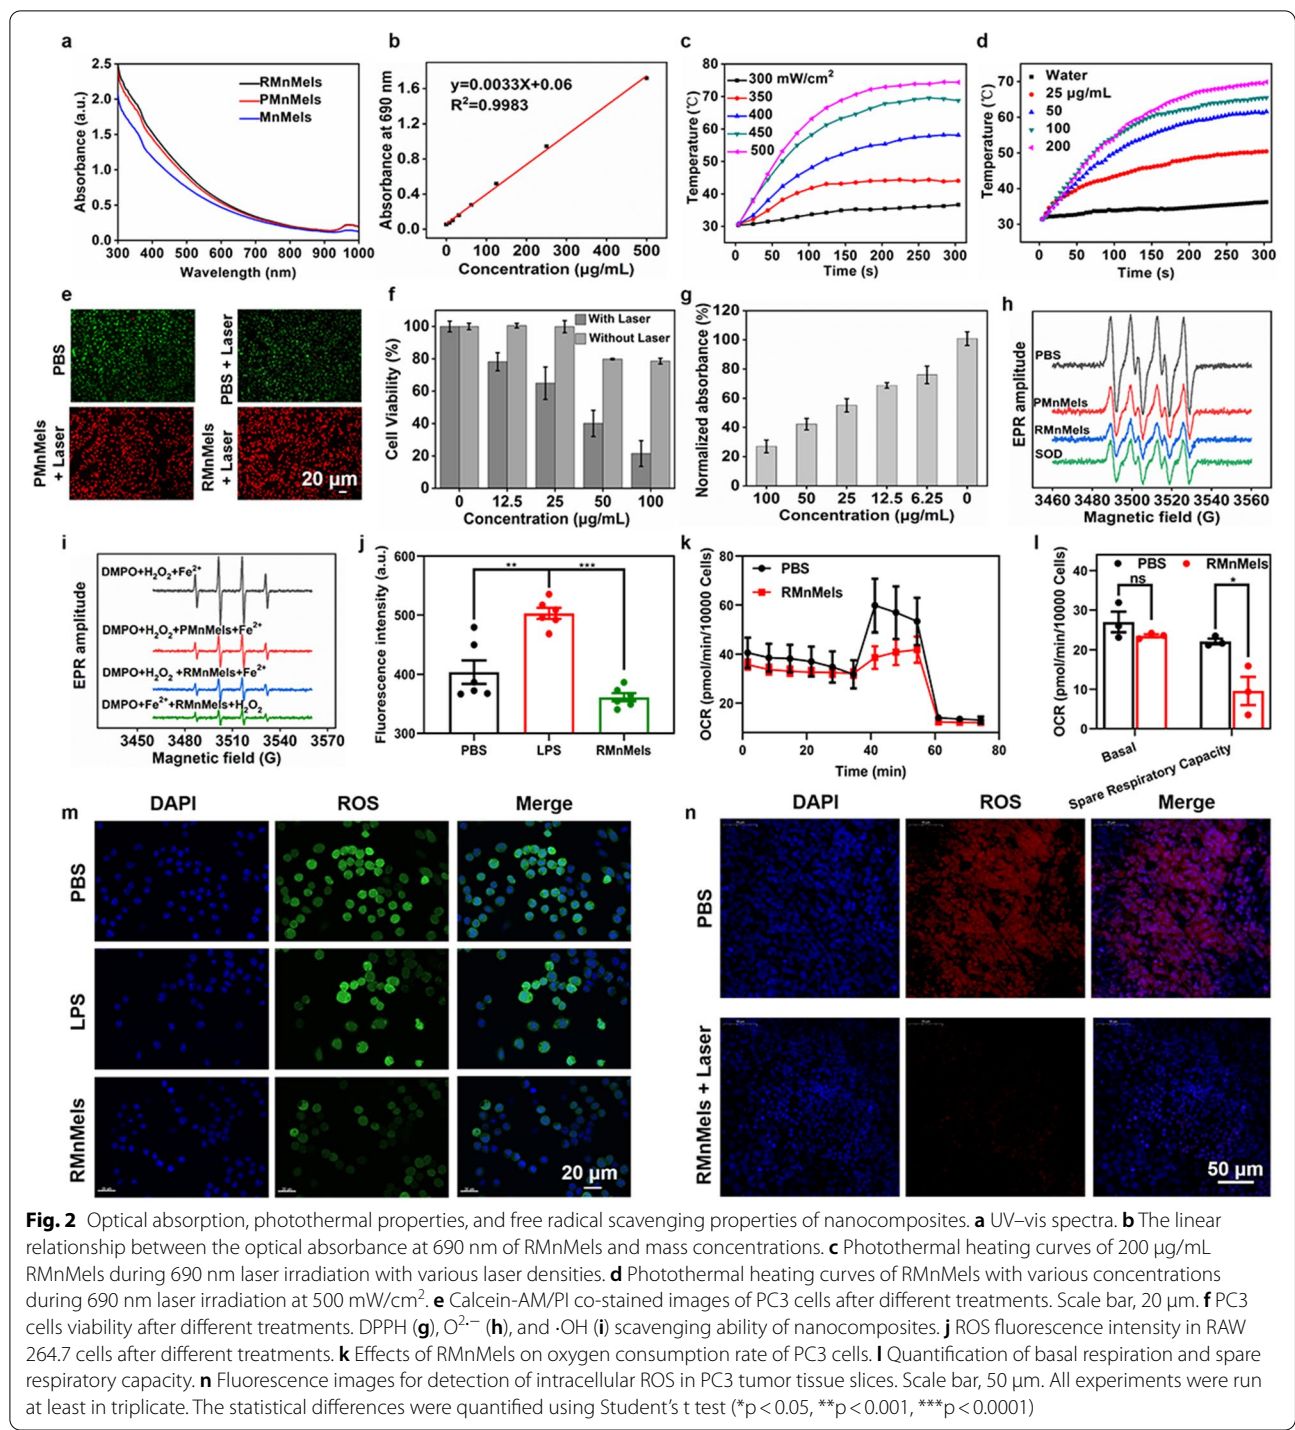 a
2.5
2.0
1.5
1.0
0.5
0.0
Absorbance (a.u.)
RMnMels
PMnMels
MnMels
300 400 500 600 700 800 900 1000
Wavelength (nm)
b
1.6
1.2
0.8
0.4
0.0
Absorbance at 690 nm
y=0.0033X+0.06
R²=0.9983
0 100 200 300 400 500
Concentration (μg/mL)
c
80
70
60
50
40
30
Temperature (℃)
300 mW/cm²
350
400
450
500
0 50 100 150 200 250 300
Time (s)
d
70
60
50
40
30
Temperature (℃)
Water
25 μg/mL
50
100
200
0 50 100 150 200 250 300
Time (s)
e
PBS
PBS + Laser
PMnMels
+ Laser
RMnMels
+ Laser
20 μm
f
100
80
60
40
20
0
Cell Viability (%)
With Laser
Without Laser
0 12.5 25 50 100
Concentration (μg/mL)
g
120
100
80
60
40
20
0
Normalized absorbance (%)
100 50 25 12.5 6.25 0
Concentration (μg/mL)
h
EPR amplitude
PBS
PMnMels
RMnMels
SOD
3460 3480 3500 3520 3540 3560
Magnetic field (G)
i
EPR amplitude
DMPO+H₂O₂+Fe²⁺
DMPO+H₂O₂+PMnMels+Fe²⁺
DMPO+H₂O₂ +RMnMels+Fe²⁺
DMPO+Fe²⁺+RMnMels+H₂O₂
3450 3480 3510 3540 3570
Magnetic field (G)
j
600
500
400
300
Fluorescence intensity (a.u.)
** ***
PBS LPS RMnMels
k
80
60
40
20
OCR (pmol/min/10000 Cells)
PBS
RMnMels
0 20 40 60 80
Time (min)
l
40
30
20
10
0
OCR (pmol/min/10000 Cells)
PBS RMnMels
ns *
Basal
Spare Respiratory Capacity
m
DAPI ROS Merge
PBS
LPS
RMnMels
20 μm
n
DAPI ROS Merge
PBS
RMnMels + Laser
50 μm
Fig. 2 Optical absorption, photothermal properties, and free radical scavenging properties of nanocomposites. a UV–vis spectra. b The linear
relationship between the optical absorbance at 690 nm of RMnMels and mass concentrations. c Photothermal heating curves of 200 μg/mL
RMnMels during 690 nm laser irradiation with various laser densities. d Photothermal heating curves of RMnMels with various concentrations
during 690 nm laser irradiation at 500 mW/cm². e Calcein-AM/PI co-stained images of PC3 cells after different treatments. Scale bar, 20 μm. f PC3
cells viability after different treatments. DPPH (g), O²·⁻ (h), and ·OH (i) scavenging ability of nanocomposites. j ROS fluorescence intensity in RAW
264.7 cells after different treatments. k Effects of RMnMels on oxygen consumption rate of PC3 cells. l Quantification of basal respiration and spare
respiratory capacity. n Fluorescence images for detection of intracellular ROS in PC3 tumor tissue slices. Scale bar, 50 μm. All experiments were run
at least in triplicate. The statistical differences were quantified using Student's t test (*p < 0.05, **p < 0.001, ***p < 0.0001)